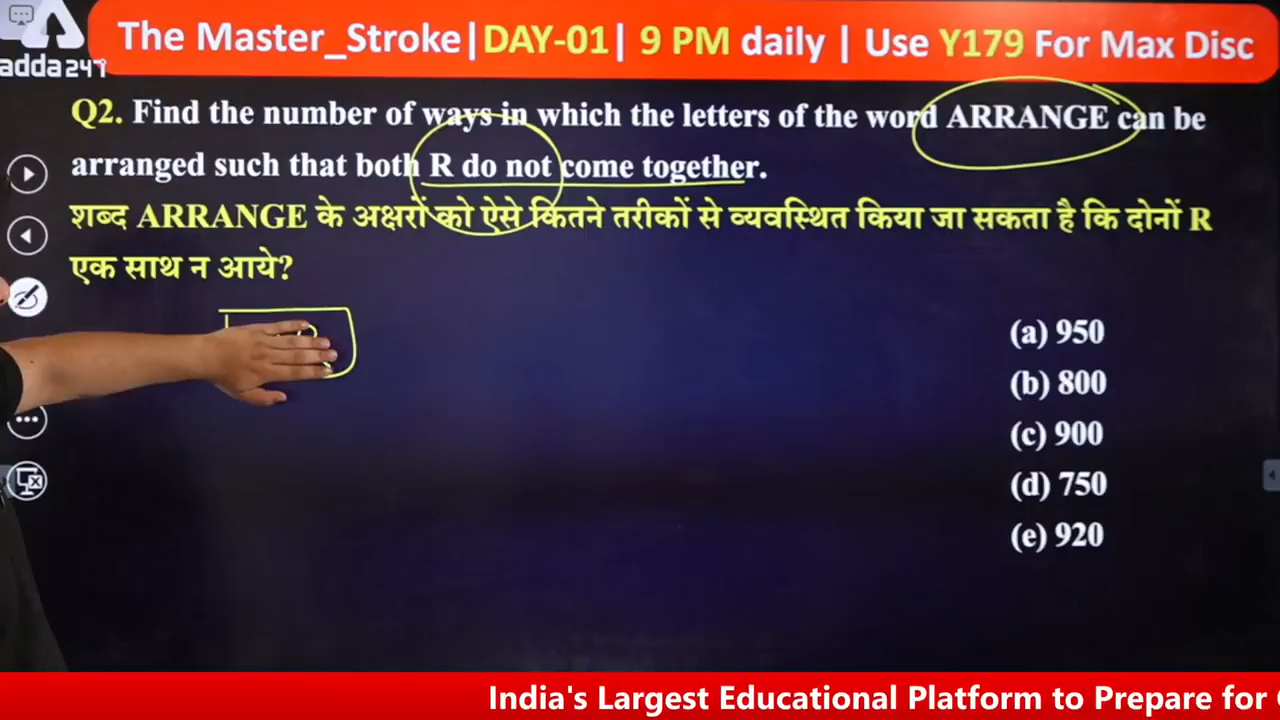 The Master_Stroke|DAY-01| 9 PM daily | Use Y179 For Max Disc
adda247
Q2. Find the number of ways in which the letters of the word ARRANGE can be
arranged such that both R do not come together.
शब्द ARRANGE के अक्षरों को ऐसे कितने तरीकों से व्यवस्थित किया जा सकता है कि दोनों R
एक साथ न आये?
(a) 950
(b) 800
(c) 900
(d) 750
(e) 920
India's Largest Educational Platform to Prepare for